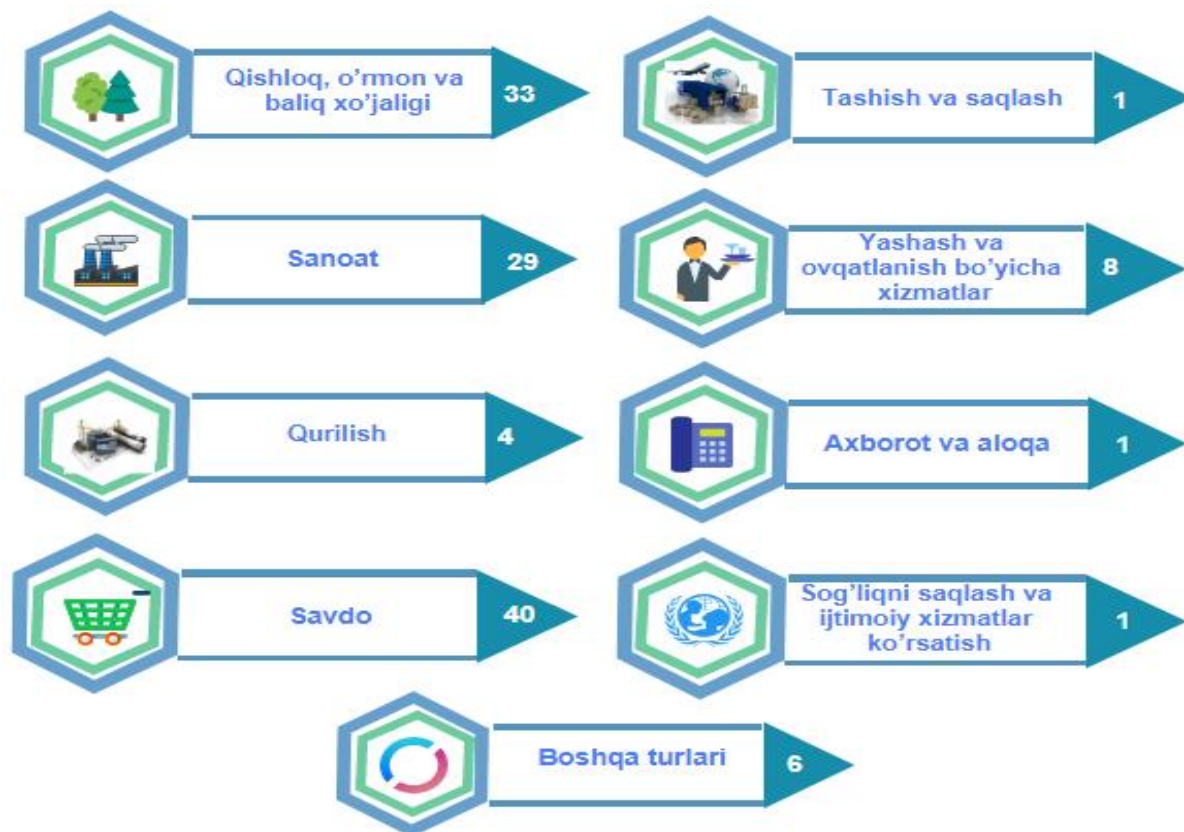 Qishloq, o'rmon va
baliq xo'jaligi
33
Tashish va saqlash
1
Sanoat
29
Yashash va
ovqatlanish bo'yicha
xizmatlar
8
Qurilish
4
Axborot va aloqa
1
Savdo
40
Sog'liqni saqlash va
ijtimoiy xizmatlar
ko'rsatish
1
Boshqa turlari
6